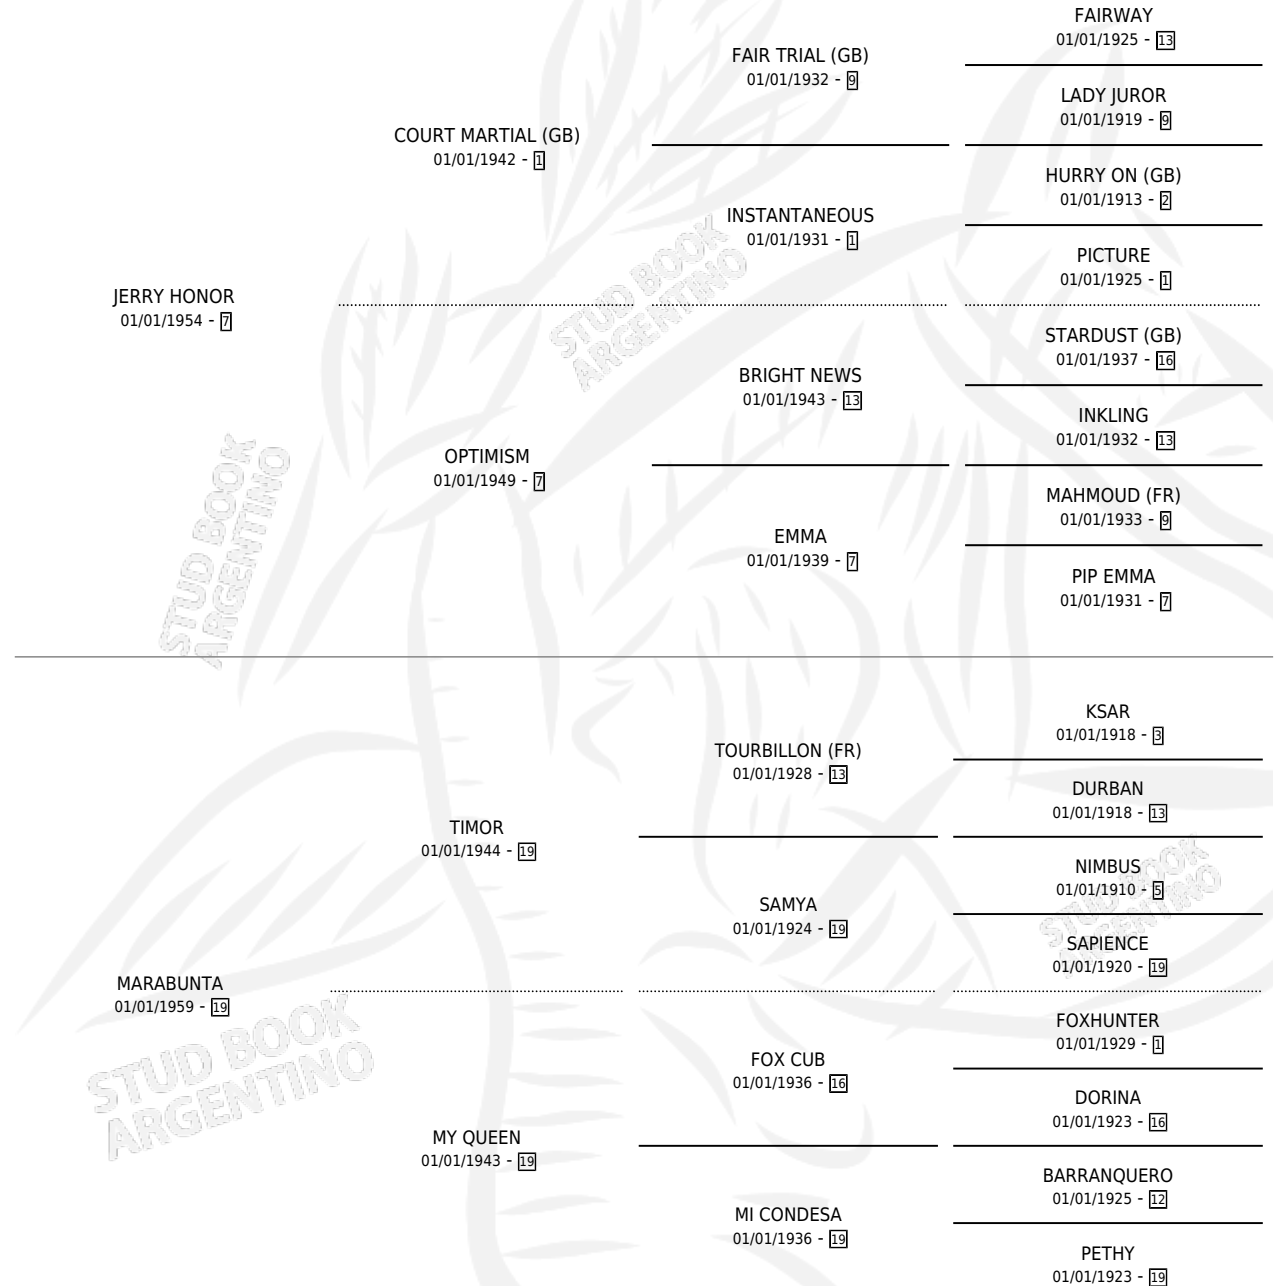 FAIRWAY
01/01/1925 - 13
FAIR TRIAL (GB)
01/01/1932 - 9
LADY JUROR
01/01/1919 - 9
COURT MARTIAL (GB)
01/01/1942 - 1
HURRY ON (GB)
01/01/1913 - 2
INSTANTANEOUS
01/01/1931 - 1
PICTURE
01/01/1925 - 1
JERRY HONOR
01/01/1954 - 7
STARDUST (GB)
01/01/1937 - 16
BRIGHT NEWS
01/01/1943 - 13
INKLING
01/01/1932 - 13
OPTIMISM
01/01/1949 - 7
MAHMOUD (FR)
01/01/1933 - 9
EMMA
01/01/1939 - 7
PIP EMMA
01/01/1931 - 7
KSAR
01/01/1918 - 3
TOURBILLON (FR)
01/01/1928 - 13
DURBAN
01/01/1918 - 13
TIMOR
01/01/1944 - 19
NIMBUS
01/01/1910 - 5
SAMYA
01/01/1924 - 19
SAPIENCE
01/01/1920 - 19
MARABUNTA
01/01/1959 - 19
FOXHUNTER
01/01/1929 - 1
FOX CUB
01/01/1936 - 16
DORINA
01/01/1923 - 16
MY QUEEN
01/01/1943 - 19
BARRANQUERO
01/01/1925 - 12
MI CONDESA
01/01/1936 - 19
PETHY
01/01/1923 - 19
STUD BOOK
ARGENTINO
STUD BOOK
ARGENTINO
STUD BOOK
ARGENTINO
STUD BOOK
ARGENTINO